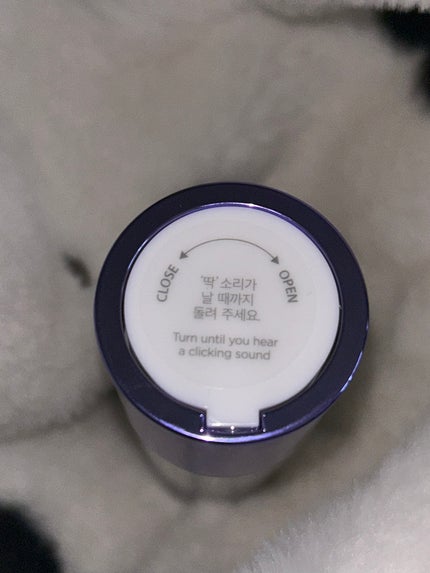 CLOSE
OPEN
'딱' 소리가
날 때까지
돌려 주세요.
Turn until you hear
a clicking sound